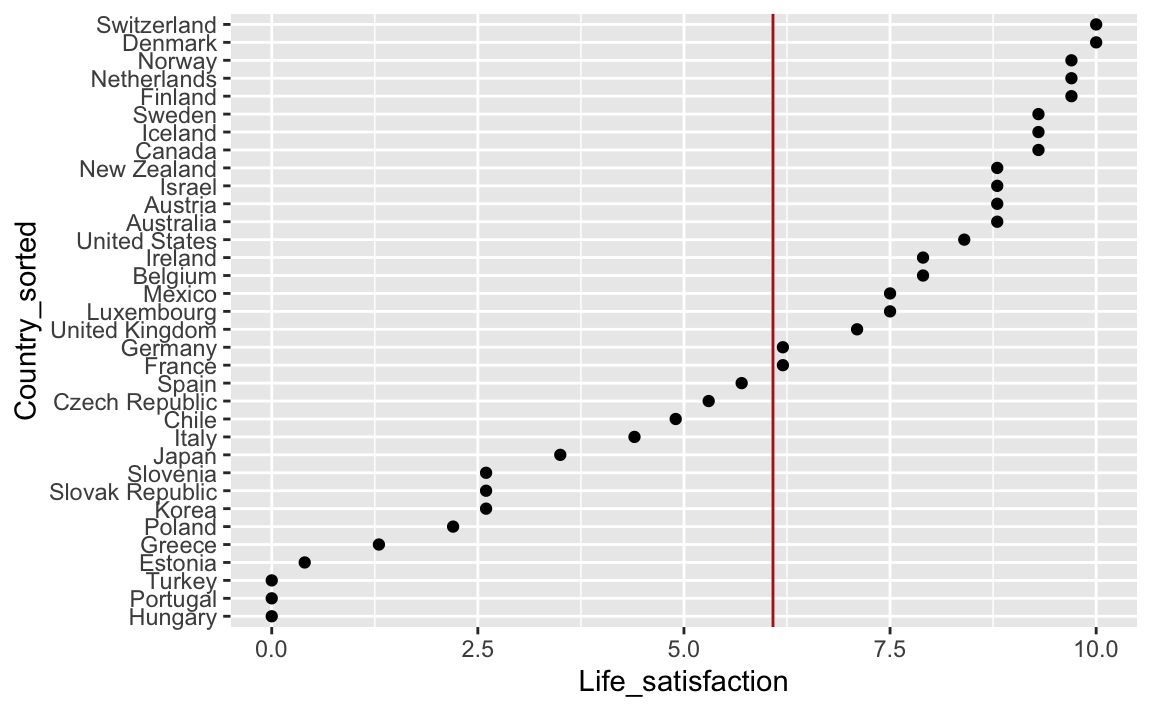 Switzerland
Denmark
Norway
Netherlands
Finland
Sweden
Iceland
Canada
New Zealand
Israel
Austria
Australia
United States
Ireland
Belgium
Mexico
Luxembourg
United Kingdom
Germany
France
Spain
Czech Republic
Chile
Italy
Japan
Slovenia
Slovak Republic
Korea
Poland
Greece
Estonia
Turkey
Portugal
Hungary
Country_sorted
0.0 2.5 5.0 7.5 10.0
Life_satisfaction